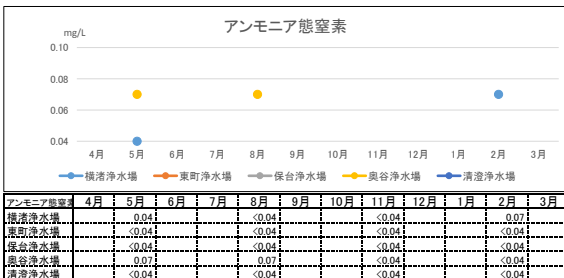 アンモニア態窒素
mg/L
0.10
0.08
0.06
0.04
4月 5月 6月 7月 8月 9月 10月 11月 12月 1月 2月 3月
横渚浄水場 東町浄水場 保台浄水場 奥谷浄水場 清澄浄水場
アンモニア態窒素 4月 5月 6月 7月 8月 9月 10月 11月 12月 1月 2月 3月
横渚浄水場 0.04 <0.04 <0.04 0.07
東町浄水場 <0.04 <0.04 <0.04 <0.04
保台浄水場 <0.04 <0.04 <0.04 <0.04
奥谷浄水場 0.07 0.07 <0.04 <0.04
清澄浄水場 <0.04 <0.04 <0.04 <0.04